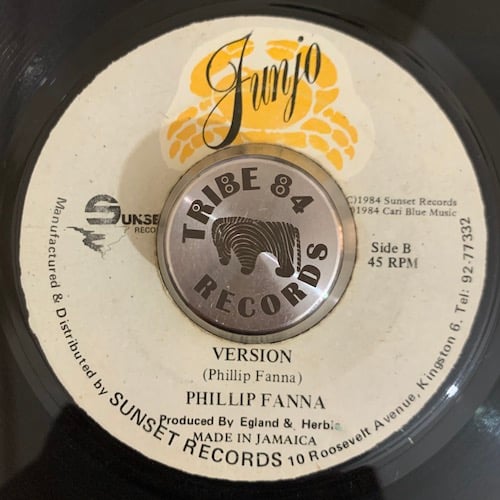 Junjo
TRIBE 84
RECORDS
SUNSET
RECO
(C)1984 Sunset Records
1984 Cari Blue Music
Side B
45 RPM
VERSION
(Phillip Fanna)
PHILLIP FANNA
Produced By Egland & Herbie
MADE IN JAMAICA
Manufactured & Distributed by SUNSET RECORDS 10 Roosevelt Avenue, Kingston 6. Tel: 92-77332